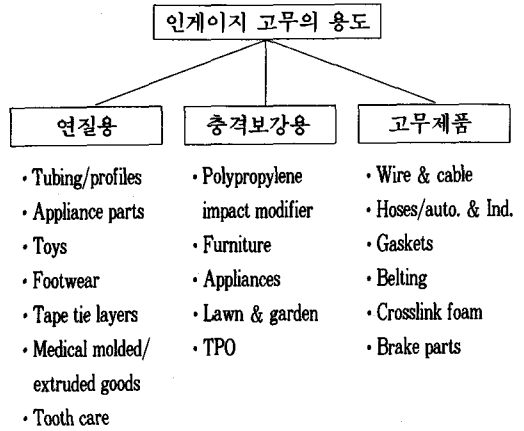 인게이지 고무의 용도
연질용
· Tubing/profiles
· Appliance parts
· Toys
· Footwear
· Tape tie layers
· Medical molded/
extruded goods
· Tooth care
충격보강용
· Polypropylene
impact modifier
· Furniture
· Appliances
· Lawn & garden
· TPO
고무제품
· Wire & cable
· Hoses/auto. & Ind.
· Gaskets
· Belting
· Crosslink foam
· Brake parts